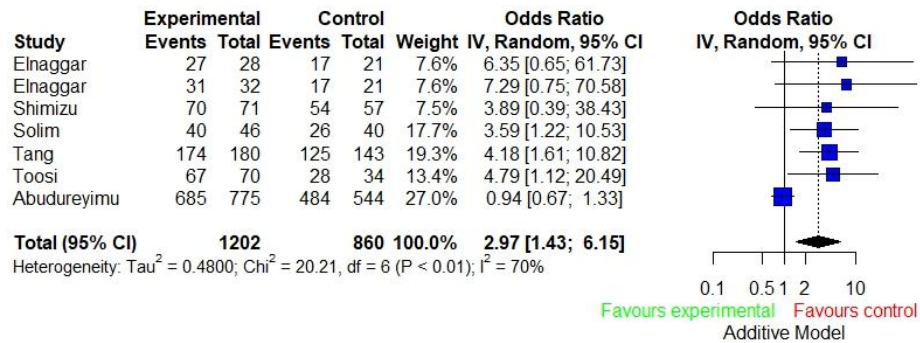 Experimental Control Odds Ratio Odds Ratio
Study Events Total Events Total Weight IV, Random, 95% CI IV, Random, 95% CI
Elnaggar 27 28 17 21 7.6% 6.35 [0.65; 61.73]
Elnaggar 31 32 17 21 7.6% 7.29 [0.75; 70.58]
Shimizu 70 71 54 57 7.5% 3.89 [0.39; 38.43]
Solim 40 46 26 40 17.7% 3.59 [1.22; 10.53]
Tang 174 180 125 143 19.3% 4.18 [1.61; 10.82]
Toosi 67 70 28 34 13.4% 4.79 [1.12; 20.49]
Abudureyimu 685 775 484 544 27.0% 0.94 [0.67; 1.33]
Total (95% CI) 1202 860 100.0% 2.97 [1.43; 6.15]
Heterogeneity: Tau² = 0.4800; Chi² = 20.21, df = 6 (P < 0.01); I² = 70%
0.1 0.5 1 2 10
Favours experimental Favours control
Additive Model